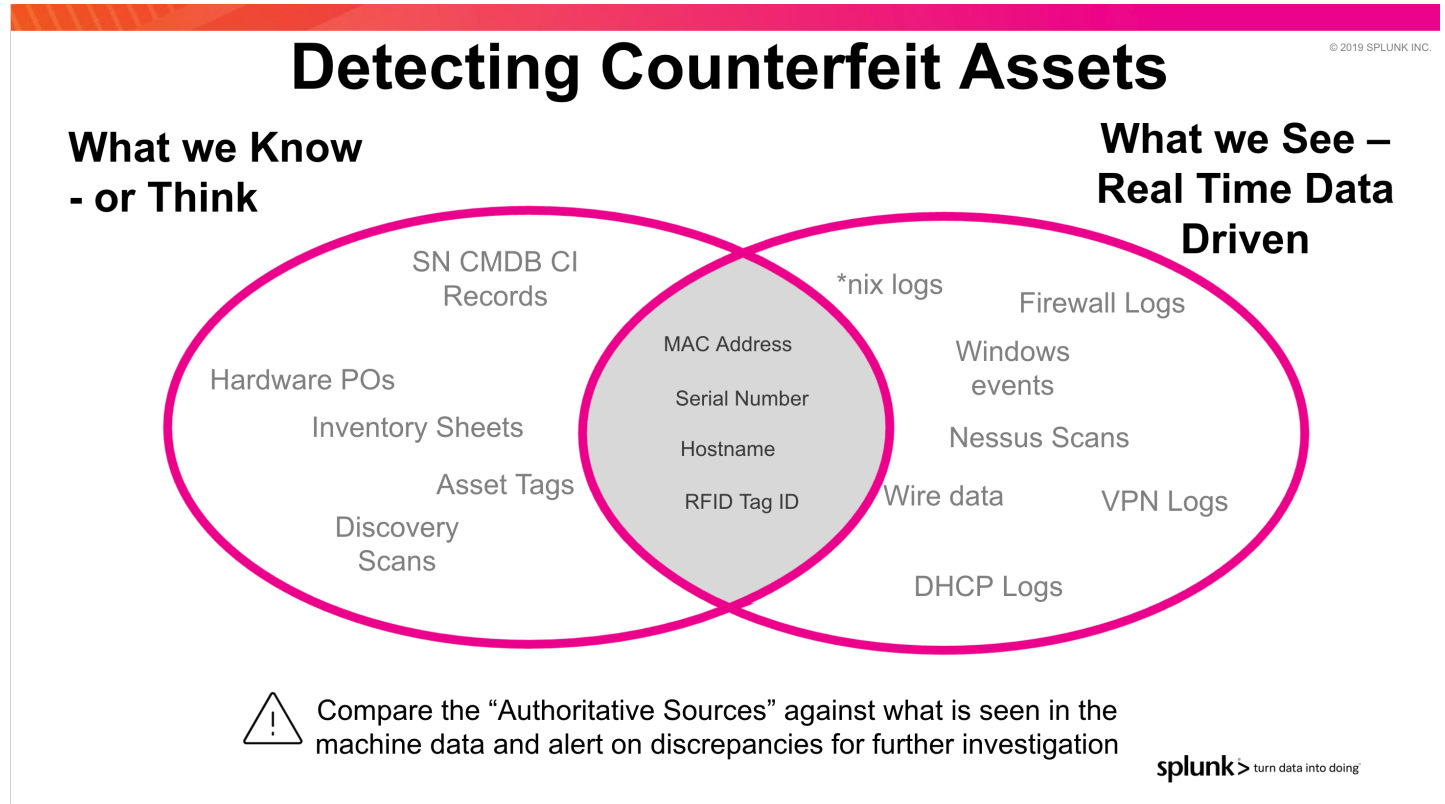 © 2019 SPLUNK INC.
Detecting Counterfeit Assets
What we Know
- or Think
What we See –
Real Time Data
Driven
SN CMDB CI
Records
Hardware POs
Inventory Sheets
Asset Tags
Discovery
Scans
MAC Address
Serial Number
Hostname
RFID Tag ID
*nix logs
Firewall Logs
Windows
events
Nessus Scans
Wire data
VPN Logs
DHCP Logs
Compare the “Authoritative Sources” against what is seen in the
machine data and alert on discrepancies for further investigation
splunk> turn data into doing™